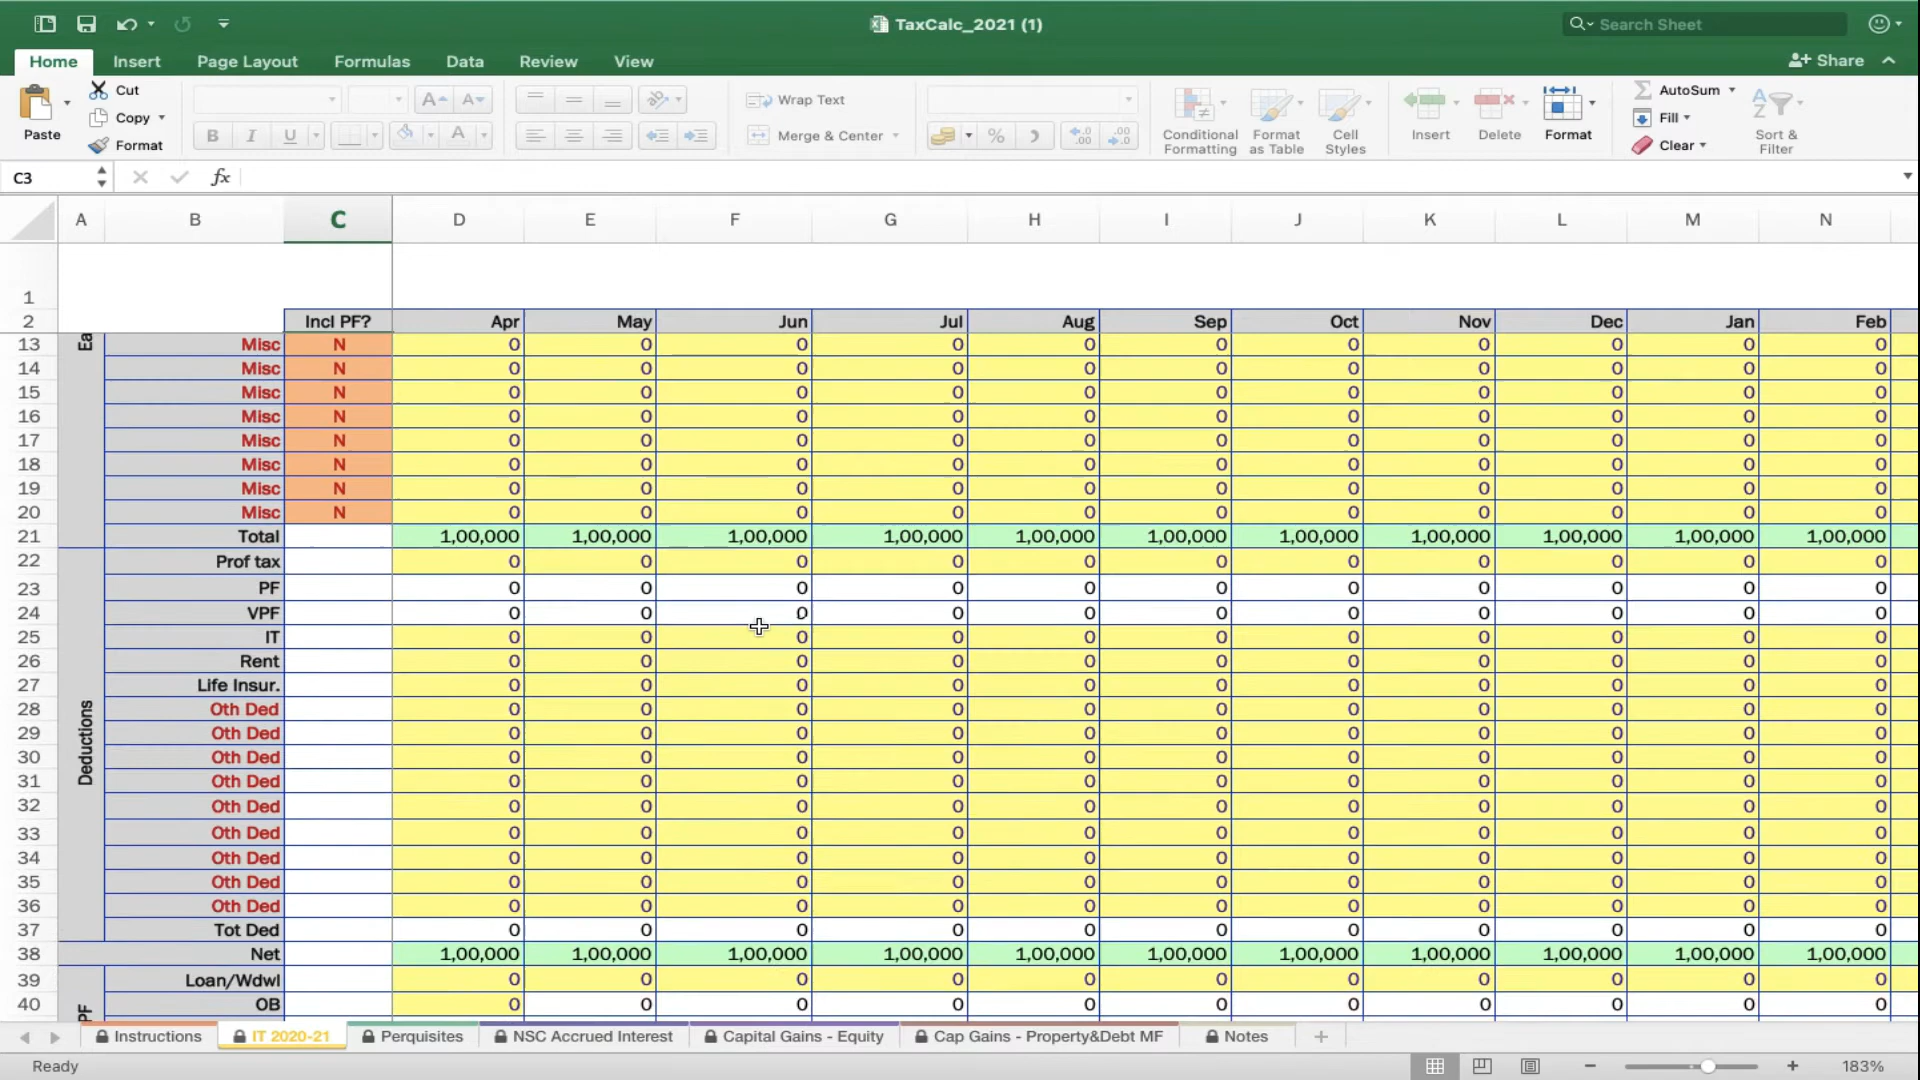 TaxCalc_2021 (1)
Search Sheet
Home Insert Page Layout Formulas Data Review View Share
Paste Cut Copy Format
B I U A A A
Wrap Text
Merge & Center
%
Conditional Formatting
Format as Table
Cell Styles
Insert Delete Format
AutoSum
Fill
Clear
Sort & Filter
C3 fx
A B C D E F G H I J K L M N
1
2 Incl PF? Apr May Jun Jul Aug Sep Oct Nov Dec Jan Feb
Ea
13 Misc N 0 0 0 0 0 0 0 0 0 0 0
14 Misc N 0 0 0 0 0 0 0 0 0 0 0
15 Misc N 0 0 0 0 0 0 0 0 0 0 0
16 Misc N 0 0 0 0 0 0 0 0 0 0 0
17 Misc N 0 0 0 0 0 0 0 0 0 0 0
18 Misc N 0 0 0 0 0 0 0 0 0 0 0
19 Misc N 0 0 0 0 0 0 0 0 0 0 0
20 Misc N 0 0 0 0 0 0 0 0 0 0 0
21 Total 1,00,000 1,00,000 1,00,000 1,00,000 1,00,000 1,00,000 1,00,000 1,00,000 1,00,000 1,00,000 1,00,000
Deductions
22 Prof tax 0 0 0 0 0 0 0 0 0 0 0
23 PF 0 0 0 0 0 0 0 0 0 0 0
24 VPF 0 0 0 0 0 0 0 0 0 0 0
25 IT 0 0 0 0 0 0 0 0 0 0 0
26 Rent 0 0 0 0 0 0 0 0 0 0 0
27 Life Insur. 0 0 0 0 0 0 0 0 0 0 0
28 Oth Ded 0 0 0 0 0 0 0 0 0 0 0
29 Oth Ded 0 0 0 0 0 0 0 0 0 0 0
30 Oth Ded 0 0 0 0 0 0 0 0 0 0 0
31 Oth Ded 0 0 0 0 0 0 0 0 0 0 0
32 Oth Ded 0 0 0 0 0 0 0 0 0 0 0
33 Oth Ded 0 0 0 0 0 0 0 0 0 0 0
34 Oth Ded 0 0 0 0 0 0 0 0 0 0 0
35 Oth Ded 0 0 0 0 0 0 0 0 0 0 0
36 Oth Ded 0 0 0 0 0 0 0 0 0 0 0
37 Tot Ded 0 0 0 0 0 0 0 0 0 0 0
38 Net 1,00,000 1,00,000 1,00,000 1,00,000 1,00,000 1,00,000 1,00,000 1,00,000 1,00,000 1,00,000 1,00,000
PF
39 Loan/Wdwl 0 0 0 0 0 0 0 0 0 0 0
40 OB 0 0 0 0 0 0 0 0 0 0 0
Instructions IT 2020-21 Perquisites NSC Accrued Interest Capital Gains - Equity Cap Gains - Property&Debt MF Notes +
Ready 183%